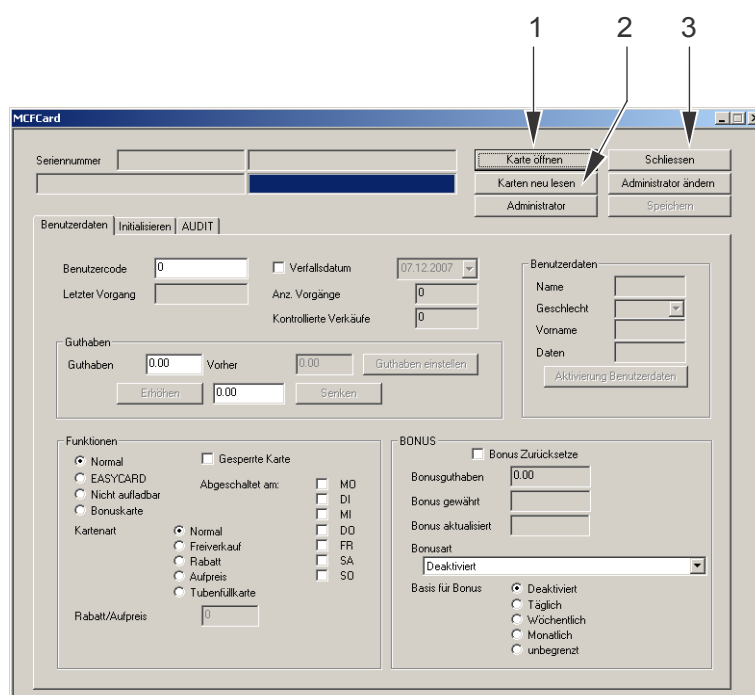 1 2 3
MCFCard
Seriennummer
Karte öffnen Schliessen
Karten neu lesen Administrator ändern
Administrator Speichern
Benutzerdaten Initialisieren AUDIT
Benutzercode 0 Verfallsdatum 07.12.2007
Letzter Vorgang Anz. Vorgänge 0
Kontrollierte Verkäufe 0
Benutzerdaten
Name
Geschlecht
Vorname
Daten
Aktivierung Benutzerdaten
Guthaben
Guthaben 0.00 Vorher 0.00 Guthaben einstellen
Erhöhen 0.00 Senken
Funktionen
Normal Gesperrte Karte
EASYCARD Abgeschaltet am: MO
Nicht aufladbar DI
Bonuskarte MI
Kartenart Normal DO
Freiverkauf FR
Rabatt SA
Aufpreis SO
Tubenfüllkarte
Rabatt/Aufpreis 0
BONUS
Bonus Zurücksetze
Bonusguthaben 0.00
Bonus gewährt
Bonus aktualisiert
Bonusart
Deaktiviert
Basis für Bonus Deaktiviert
Täglich
Wöchentlich
Monatlich
unbegrenzt